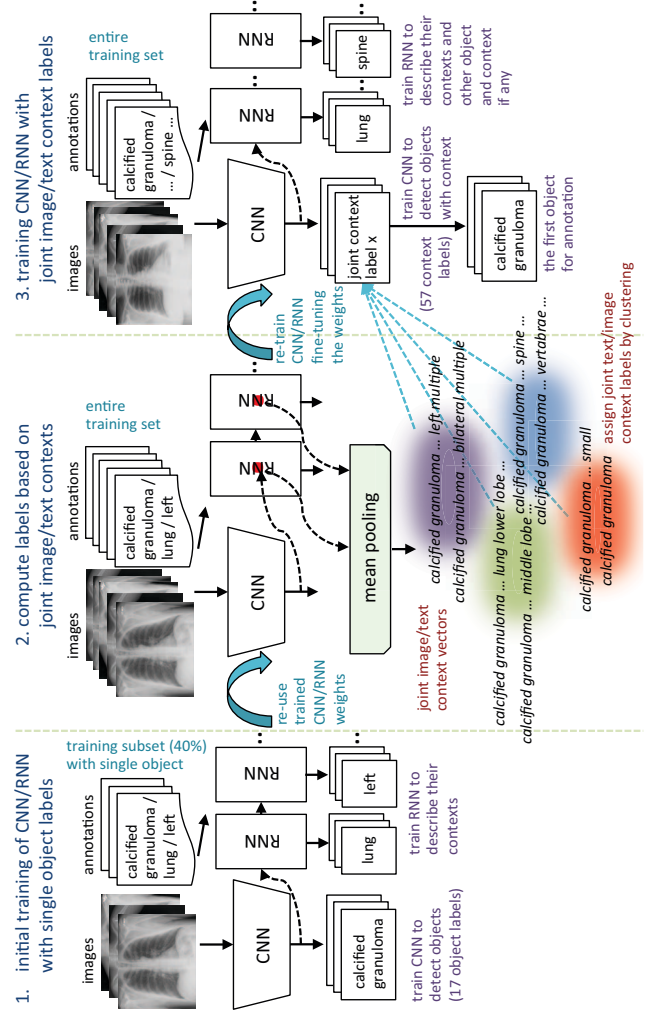 1. initial training of CNN/RNN
with single object labels
images
annotations
training subset (40%)
with single object
calcified
granuloma /
lung / left
CNN
RNN
RNN
...
calcified
granuloma
lung
left
...
train CNN to
detect objects
(17 object labels)
train RNN to
describe their
contexts
re-use
trained
CNN/RNN
weights
2. compute labels based on
joint image/text contexts
images
annotations
entire
training set
calcified
granuloma /
lung / left
CNN
RNN
RNN
...
mean pooling
joint image/text
context vectors
calcified granuloma ... left multiple
calcified granuloma ... bilateral multiple
calcified granuloma ... lung lower lobe ...
calcified granuloma ... middle lobe ...
calcified granuloma ... spine ...
calcified granuloma ... vertabrae ...
calcified granuloma ... small
calcified granuloma
assign joint text/image
context labels by clustering
re-train
CNN/RNN
fine-tuning
the weights
3. training CNN/RNN with
joint image/text context labels
images
annotations
entire
training set
calcified
granuloma /
... / spine ...
CNN
RNN
RNN
...
joint context
label x
lung
spine
...
(57 context
labels)
train CNN to
detect objects
with context
train RNN to
describe their
contexts and
other object
and context
if any
calcified
granuloma
the first object
for annotation